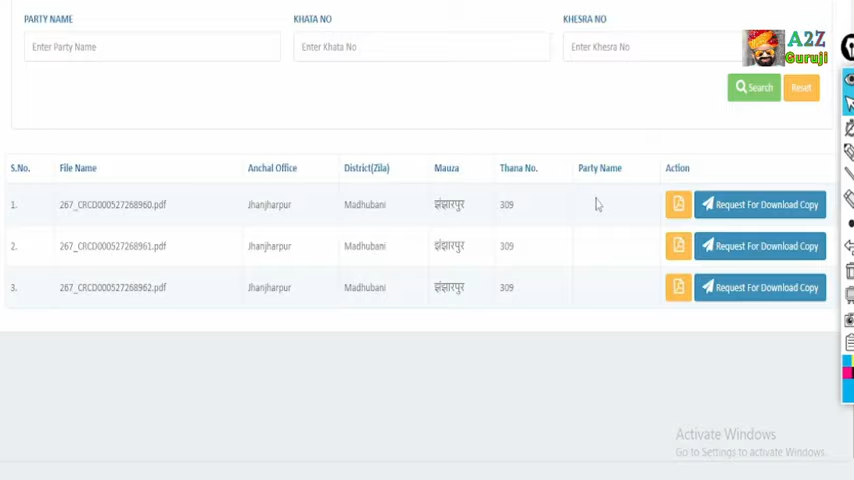 PARTY NAME KHATA NO KHESRA NO
Enter Party Name Enter Khata No Enter Khesra No
A2Z
Guruji
Search Reset
S.No. File Name Anchal Office District(Zila) Mauza Thana No. Party Name Action
1. 267_CRCD000527268960.pdf Jhanjharpur Madhubani झंझारपुर 309 Request For Download Copy
2. 267_CRCD000527268961.pdf Jhanjharpur Madhubani झंझारपुर 309 Request For Download Copy
3. 267_CRCD000527268962.pdf Jhanjharpur Madhubani झंझारपुर 309 Request For Download Copy
Activate Windows
Go to Settings to activate Windows.